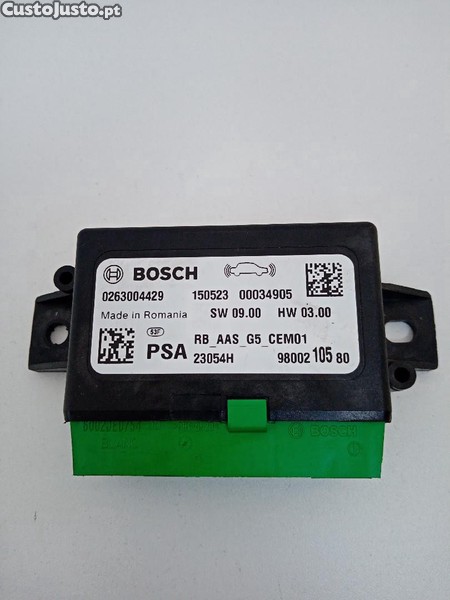 CustoJusto.pt
BOSCH
0263004429 150523 00034905
Made in Romania SW 09.00 HW 03.00
RB_AAS_G5_CEM01
PSA 23054H 98002 105 80
BOSCH